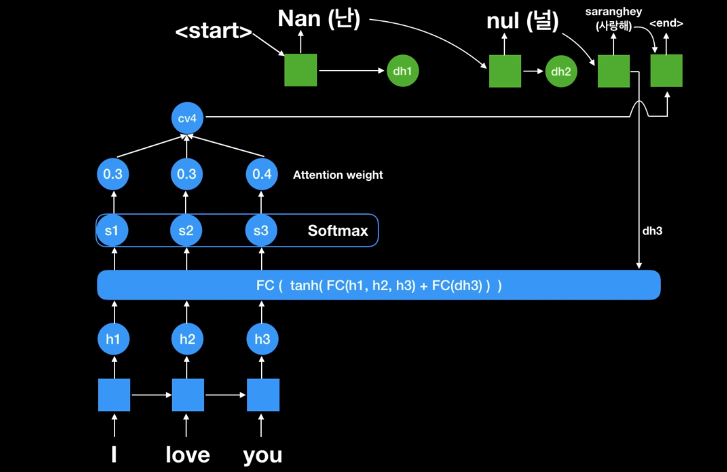 <start>
Nan (난)
nul (널)
saranghey
(사랑해)
<end>
dh1
dh2
cv4
0.3
0.3
0.4
Attention weight
s1
s2
s3
Softmax
dh3
FC ( tanh( FC(h1, h2, h3) + FC(dh3) ) )
h1
h2
h3
I
love
you